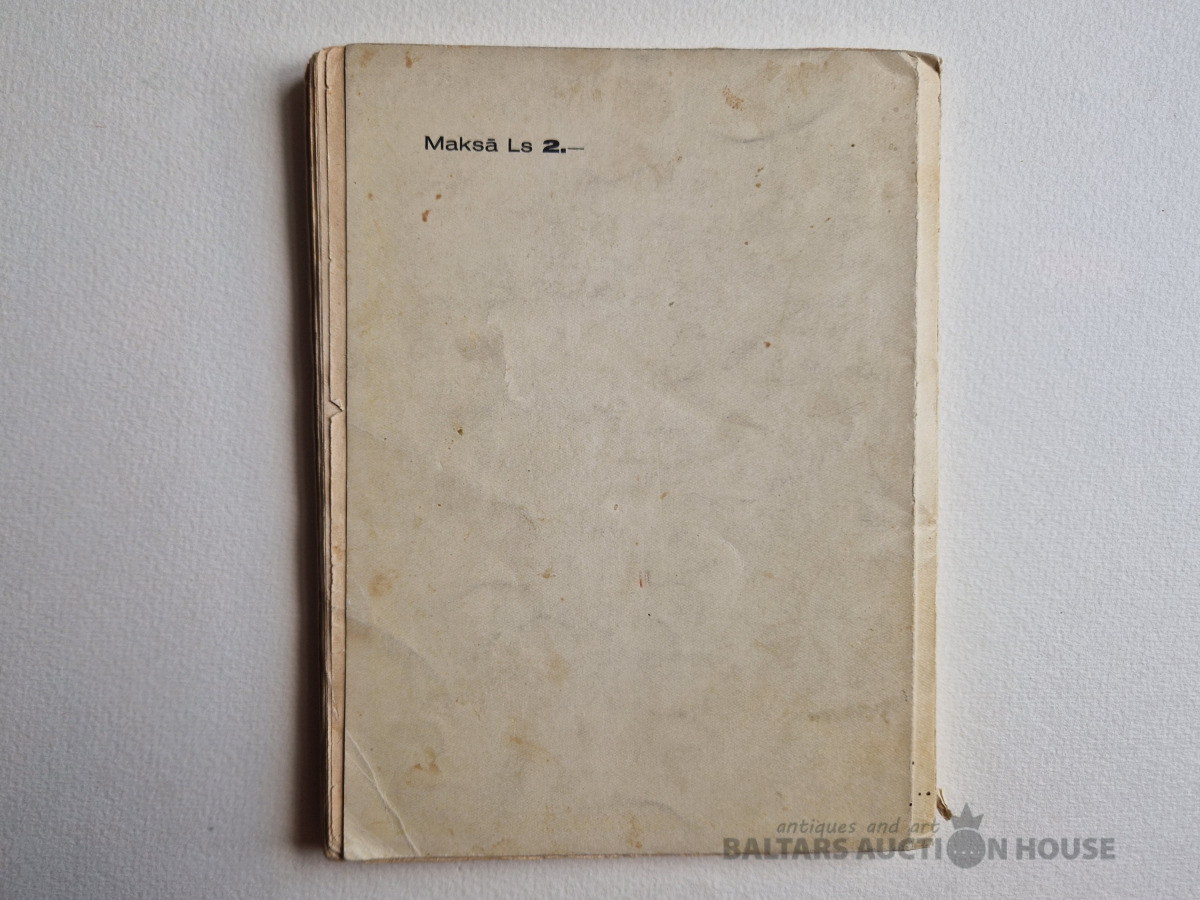 Maksā Ls 2.—
antiques and art
BALTARS AUCTION HOUSE